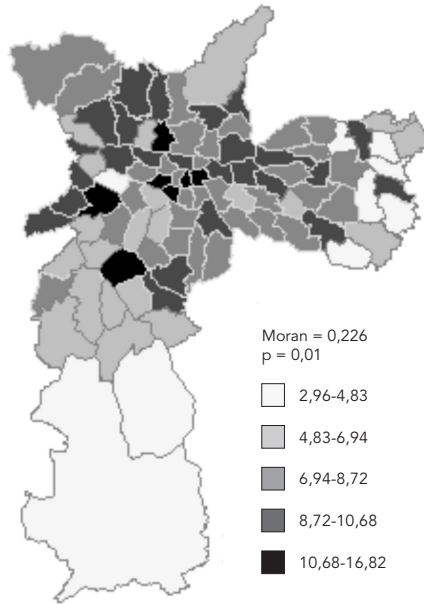 Moran = 0,226
p = 0,01
2,96-4,83
4,83-6,94
6,94-8,72
8,72-10,68
10,68-16,82